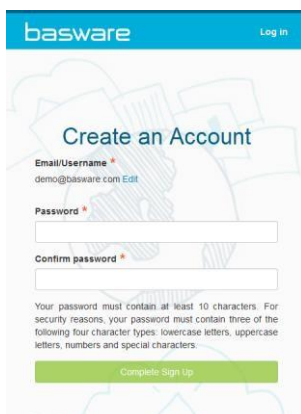 basware
Log in
Create an Account
Email/Username *
demo@basware.com Edit
Password *
Confirm password *
Your password must contain at least 10 characters. For
security reasons, your password must contain three of the
following four character types: lowercase letters, uppercase
letters, numbers and special characters.
Complete Sign Up